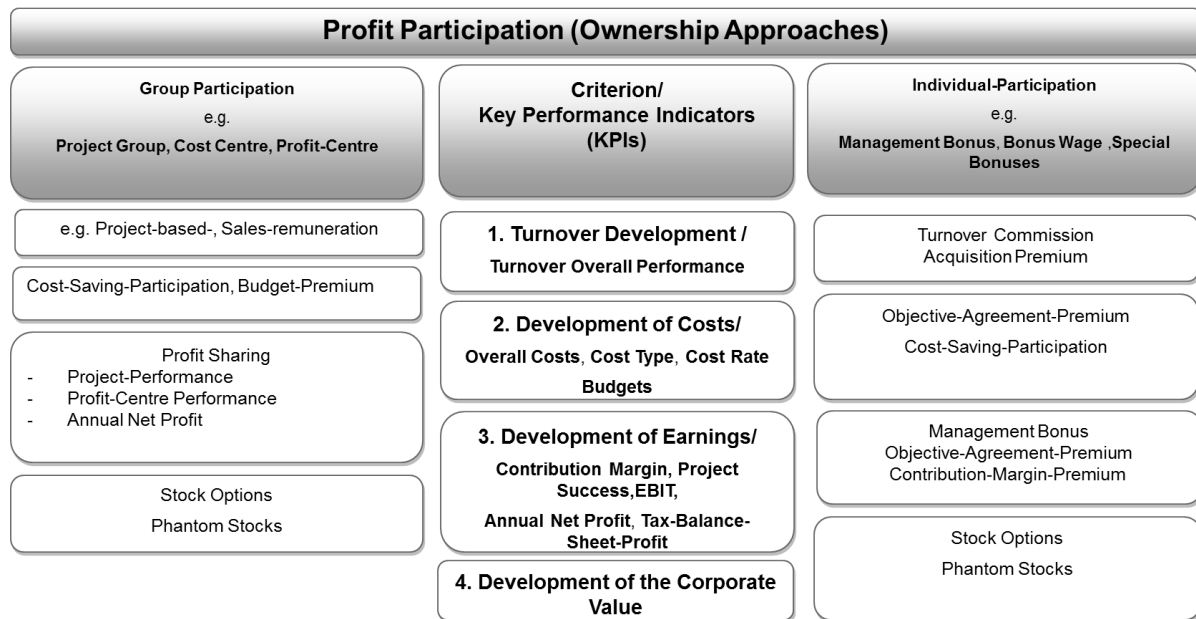 Profit Participation (Ownership Approaches)
Group Participation
e.g.
Project Group, Cost Centre, Profit-Centre
e.g. Project-based-, Sales-remuneration
Cost-Saving-Participation, Budget-Premium
Profit Sharing
- Project-Performance
- Profit-Centre Performance
- Annual Net Profit
Stock Options
Phantom Stocks
Criterion/
Key Performance Indicators
(KPIs)
1. Turnover Development /
Turnover Overall Performance
2. Development of Costs/
Overall Costs, Cost Type, Cost Rate
Budgets
3. Development of Earnings/
Contribution Margin, Project
Success,EBIT,
Annual Net Profit, Tax-Balance-
Sheet-Profit
4. Development of the Corporate
Value
Individual-Participation
e.g.
Management Bonus, Bonus Wage ,Special
Bonuses
Turnover Commission
Acquisition Premium
Objective-Agreement-Premium
Cost-Saving-Participation
Management Bonus
Objective-Agreement-Premium
Contribution-Margin-Premium
Stock Options
Phantom Stocks